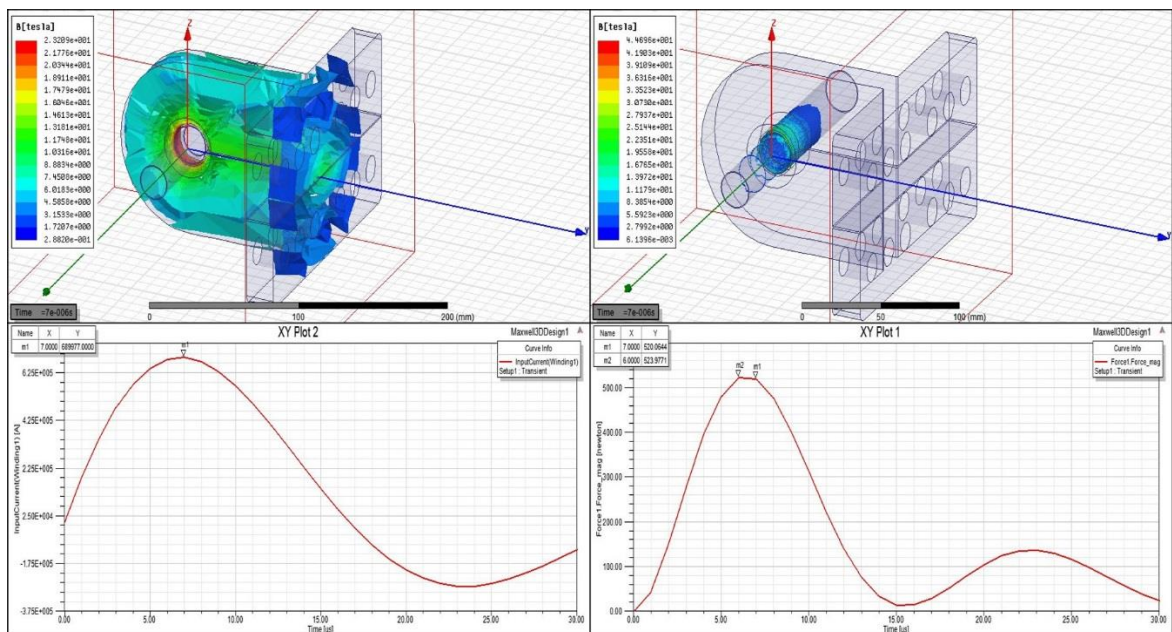 B[tesla]
2.3209e+001
2.1776e+001
2.0344e+001
1.8911e+001
1.7479e+001
1.6046e+001
1.4613e+001
1.3181e+001
1.1748e+001
1.0316e+001
8.8834e+000
7.4508e+000
6.0183e+000
4.5858e+000
3.1533e+000
1.7207e+000
2.8820e-001
Z
Y
Time =7e-006s
0 100 200 (mm)
B[tesla]
4.4696e+001
4.1903e+001
3.9109e+001
3.6316e+001
3.3523e+001
3.0730e+001
2.7937e+001
2.5144e+001
2.2351e+001
1.9558e+001
1.6765e+001
1.3972e+001
1.1179e+001
8.3854e+000
5.5923e+000
2.7992e+000
6.1396e-003
Z
Time =7e-006s
0 50 100 (mm)
XY Plot 2
Maxwell3DDesign1
Name X Y
m1 7.0000 689977.0000
Curve Info
InputCurrent(Winding1)
Setup1 : Transient
m1
InputCurrent(Winding1) [A]
6.25E+005
4.25E+005
2.25E+005
2.50E+004
-1.75E+005
-3.75E+005
0.00 5.00 10.00 15.00 20.00 25.00 30.00
Time [us]
XY Plot 1
Maxwell3DDesign1
Name X Y
m1 7.0000 520.0644
m2 6.0000 523.9771
Curve Info
Force1.Force_mag
Setup1 : Transient
m2 m1
Force1.Force_mag [newton]
500.00
400.00
300.00
200.00
100.00
0.00
0.00 5.00 10.00 15.00 20.00 25.00 30.00
Time [us]